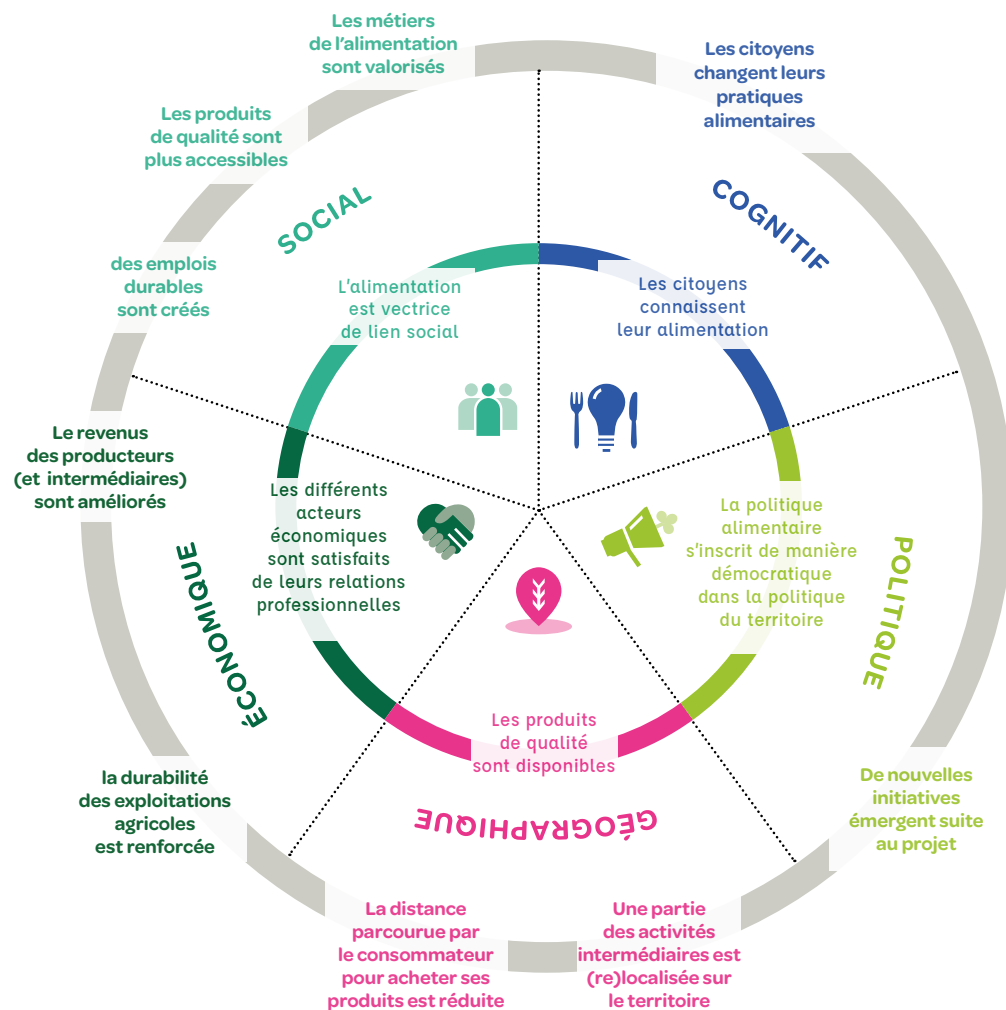 Les métiers
de l'alimentation
sont valorisés
Les citoyens
changent leurs
pratiques
alimentaires
Les produits
de qualité sont
plus accessibles
SOCIAL
COGNITIF
des emplois
durables
sont créés
L'alimentation
est vectrice
de lien social
Les citoyens
connaissent
leur alimentation
Le revenus
des producteurs
(et intermédiaires)
sont améliorés
Les différents
acteurs
économiques
sont satisfaits
de leurs relations
professionnelles
La politique
alimentaire
s'inscrit de manière
démocratique
dans la politique
du territoire
ÉCONOMIQUE
POLITIQUE
Les produits
de qualité
sont disponibles
GÉOGRAPHIQUE
la durabilité
des exploitations
agricoles
est renforcée
De nouvelles
initiatives
émergent suite
au projet
La distance
parcourue par
le consommateur
pour acheter ses
produits est réduite
Une partie
des activités
intermédiaires est
(re)localisée sur
le territoire